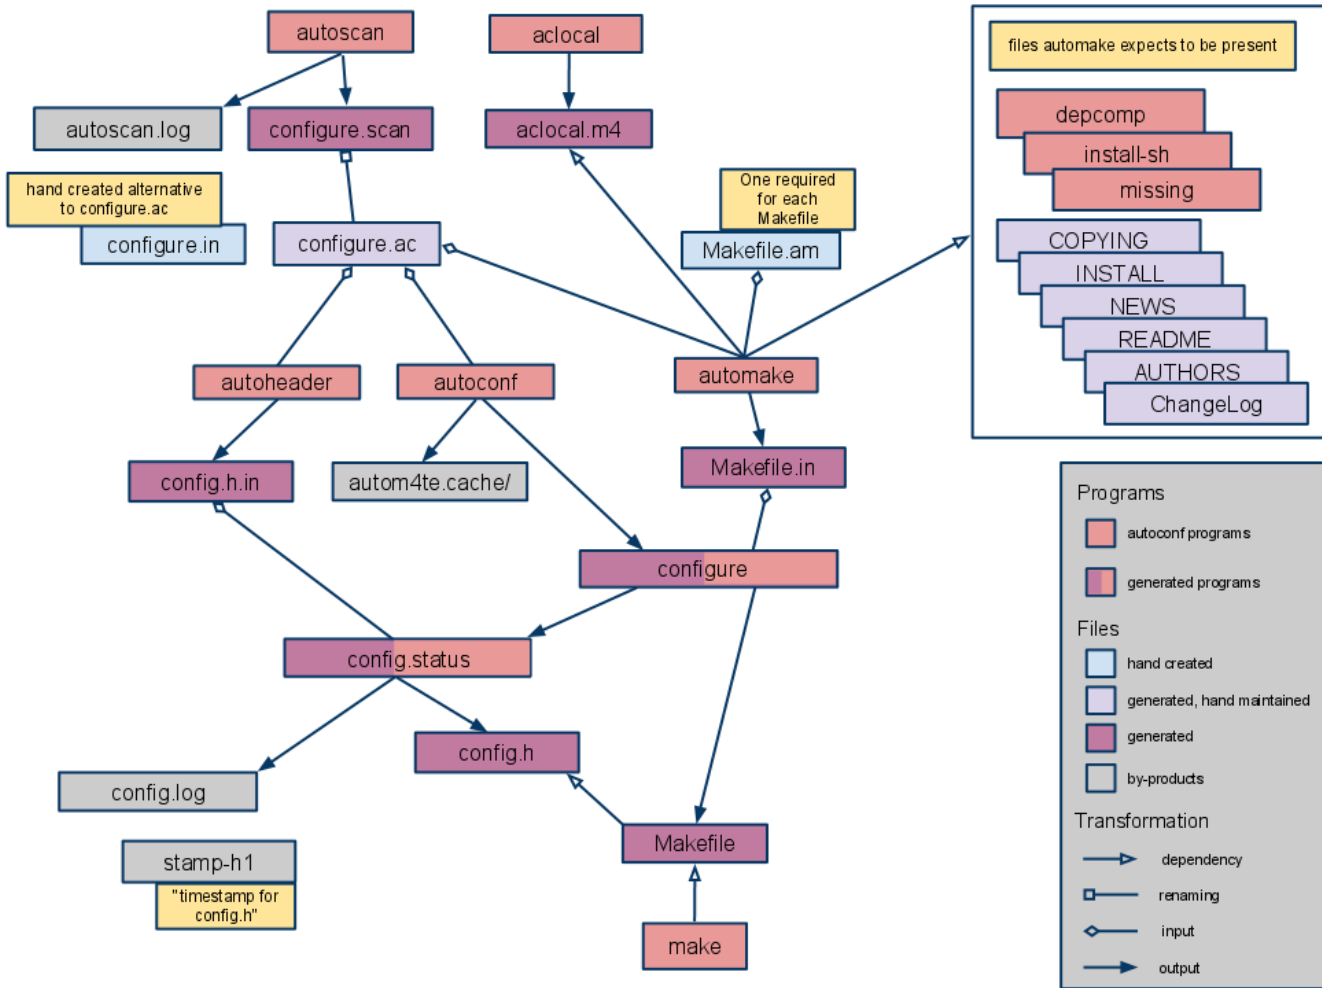 autoscan
aclocal
files automake expects to be present
autoscan.log
configure.scan
aclocal.m4
depcomp
install-sh
missing
hand created alternative
to configure.ac
configure.in
configure.ac
One required
for each
Makefile
Makefile.am
COPYING
INSTALL
NEWS
README
AUTHORS
ChangeLog
autoheader
autoconf
automake
config.h.in
autom4te.cache/
Makefile.in
configure
config.status
config.h
config.log
Makefile
stamp-h1
"timestamp for
config.h"
make
Programs
autoconf programs
generated programs
Files
hand created
generated, hand maintained
generated
by-products
Transformation
dependency
renaming
input
output